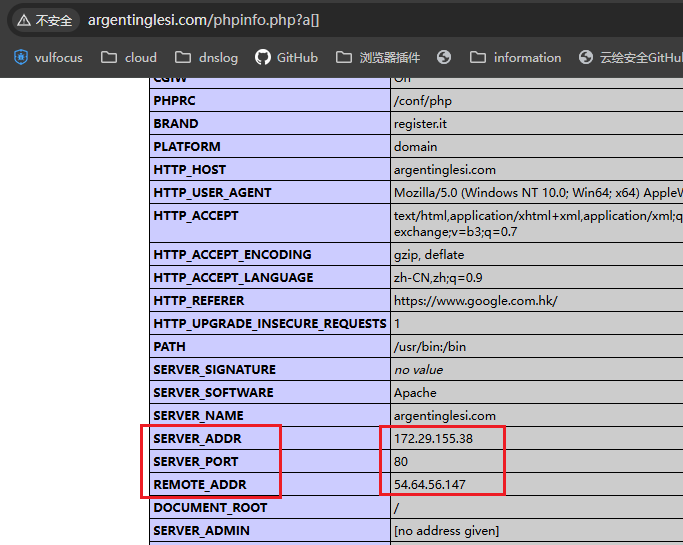 不安全 argentinglesi.com/phpinfo.php?a[]
vulfocus cloud dnslog GitHub 浏览器插件 information 云绘安全GitHu
CGIW Off
PHPRC /conf/php
BRAND register.it
PLATFORM domain
HTTP_HOST argentinglesi.com
HTTP_USER_AGENT Mozilla/5.0 (Windows NT 10.0; Win64; x64) AppleW
HTTP_ACCEPT text/html,application/xhtml+xml,application/xml;q
exchange;v=b3;q=0.7
HTTP_ACCEPT_ENCODING gzip, deflate
HTTP_ACCEPT_LANGUAGE zh-CN,zh;q=0.9
HTTP_REFERER https://www.google.com.hk/
HTTP_UPGRADE_INSECURE_REQUESTS 1
PATH /usr/bin:/bin
SERVER_SIGNATURE no value
SERVER_SOFTWARE Apache
SERVER_NAME argentinglesi.com
SERVER_ADDR 172.29.155.38
SERVER_PORT 80
REMOTE_ADDR 54.64.56.147
DOCUMENT_ROOT /
SERVER_ADMIN [no address given]